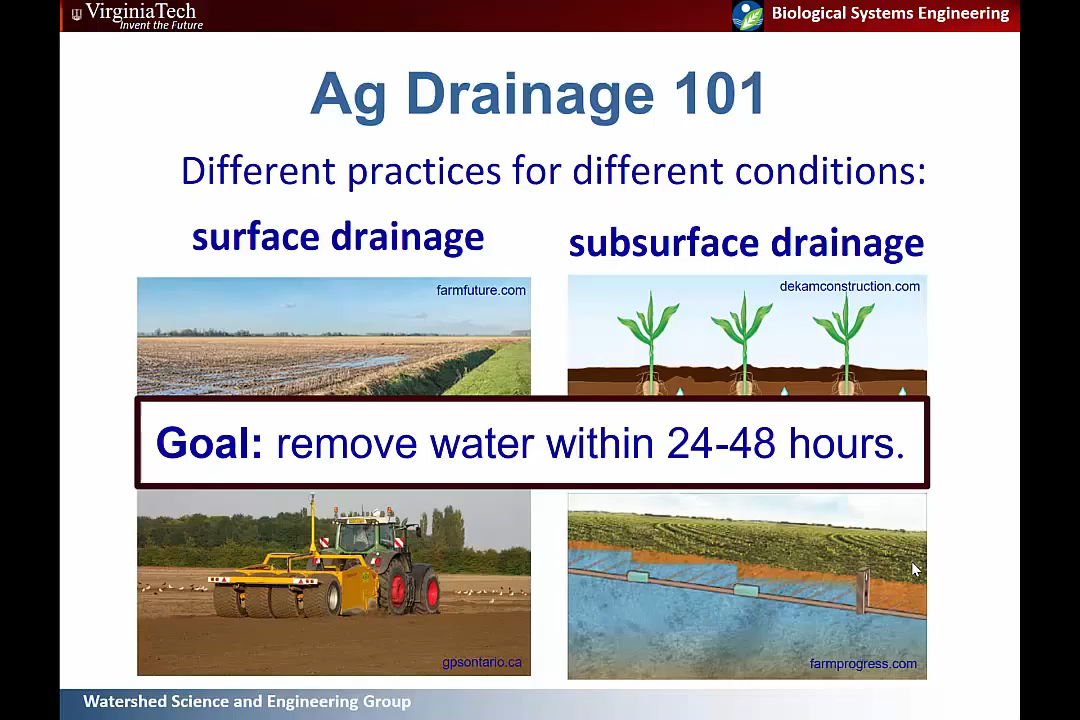 VirginiaTech
Invent the Future
Biological Systems Engineering
Ag Drainage 101
Different practices for different conditions:
surface drainage
subsurface drainage
farmfuture.com
dekamconstruction.com
Goal: remove water within 24-48 hours.
gpsontario.ca
farmprogress.com
Watershed Science and Engineering Group